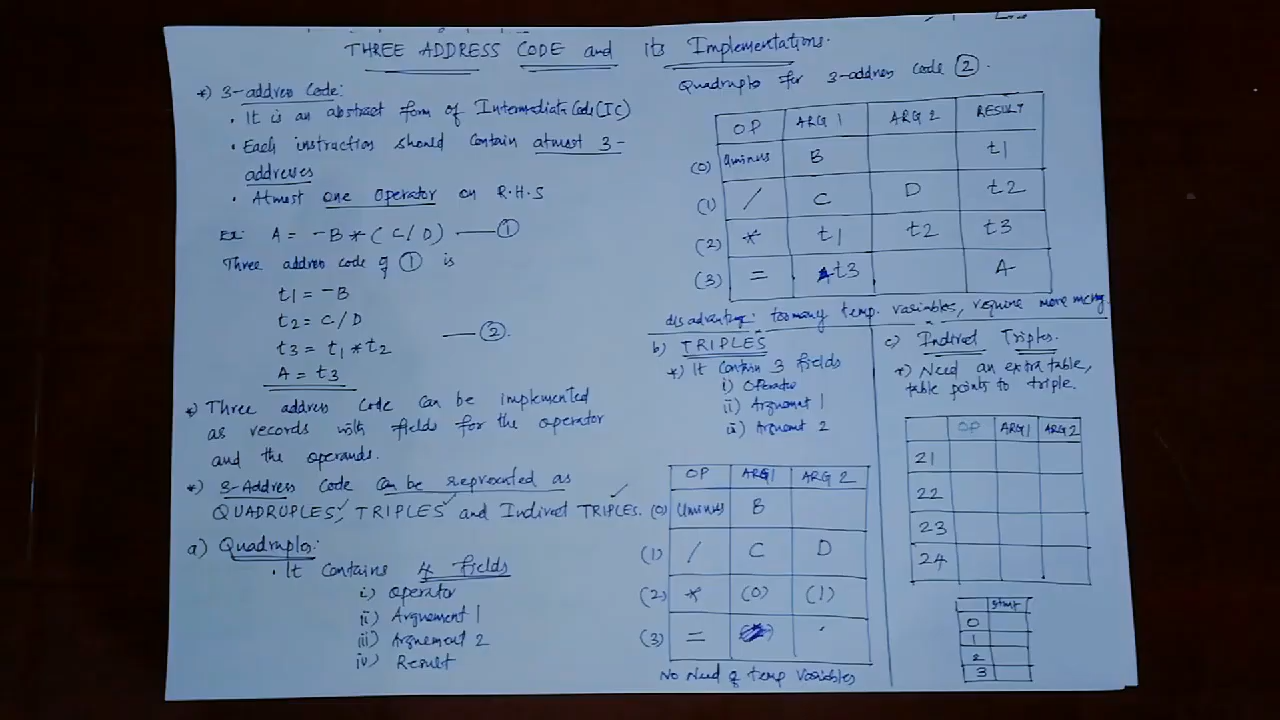 THREE ADDRESS CODE and its Implementations.
*) 3-address Code:
. It is an abstract form of Intermediate Code (IC)
. Each instruction should contain atmost 3-
addresses
. Atmost one operator on R.H.S
Ex: A = -B * (C/D) —— ①
Three address code of ① is
t1 = -B
t2 = C/D
t3 = t1 * t2 —— ②.
A = t3
*) Three address code can be implemented
as records with fields for the operator
and the operands.
*) 3-Address code can be represented as
QUADRUPLES, TRIPLES and Indirect TRIPLES.
a) Quadruples:
. It contains 4 fields
i) Operator
ii) Arguement 1
iii) Arguement 2
iv) Result
Quadruple for 3-address code ②.
OP ARG 1 ARG 2 RESULT
(0) Uminus B t1
(1) / C D t2
(2) * t1 t2 t3
(3) = t3 A
disadvantage: too many temp. variables, require more memory.
b) TRIPLES
*) It contain 3 fields
i) Operator
ii) Arguement 1
iii) Arguement 2
OP ARG1 ARG 2
(0) Uminus B
(1) / C D
(2) * (0) (1)
(3) =
No Need of temp variables
c) Indirect Triples.
*) Need an extra table,
table points to triple.
OP ARG1 ARG2
21
22
23
24
stmt
0
1
2
3